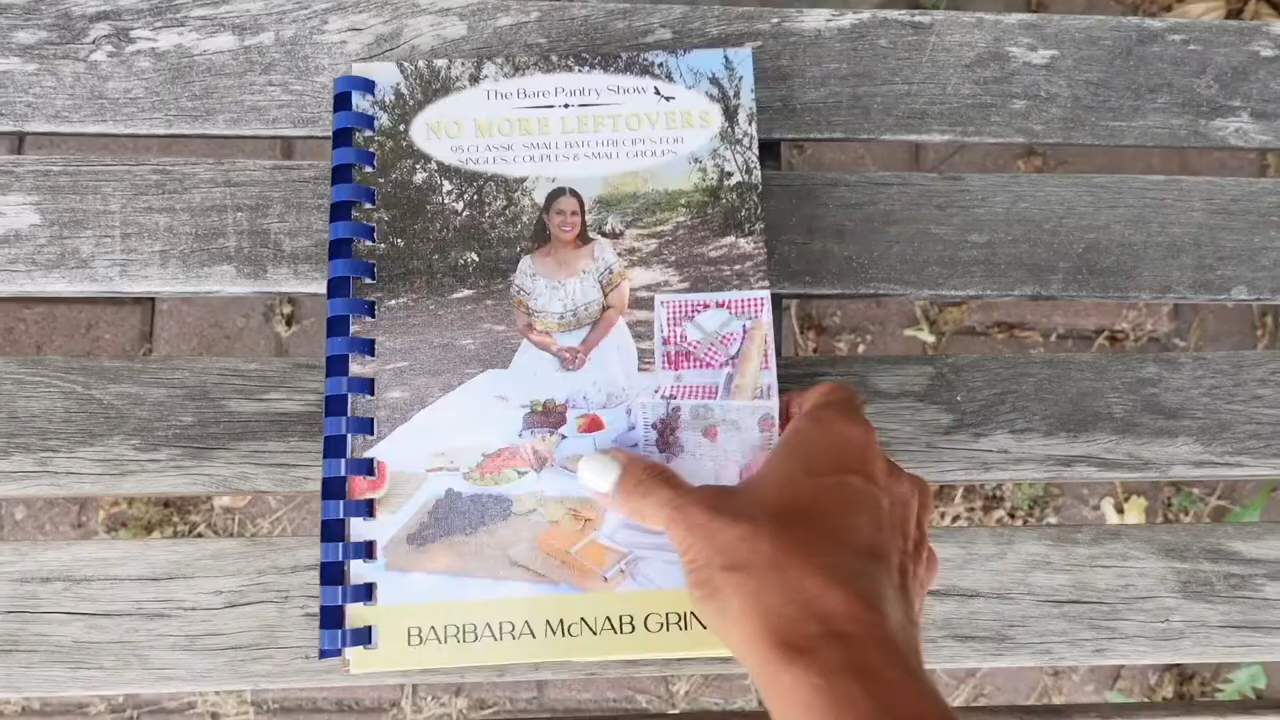 The Bare Pantry Show
NO MORE LEFTOVERS
95 CLASSIC SMALL BATCH RECIPES FOR
SINGLES, COUPLES & SMALL GROUPS
BARBARA McNAB